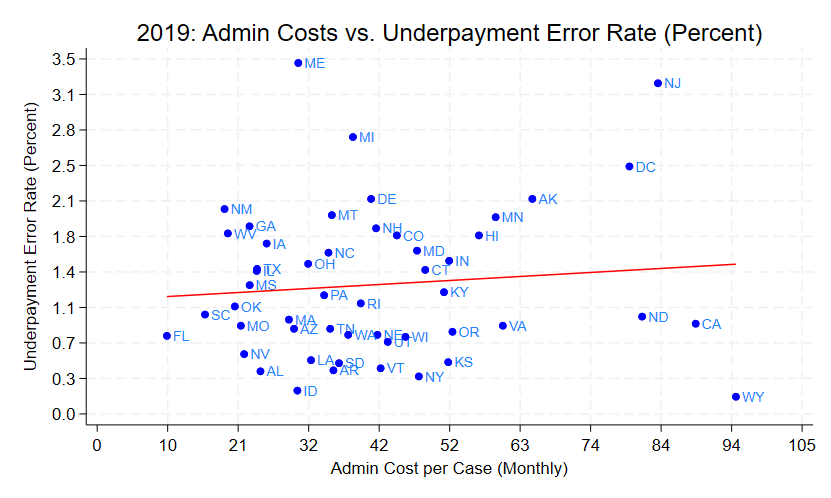 2019: Admin Costs vs. Underpayment Error Rate (Percent)
Underpayment Error Rate (Percent)
3.5
3.1
2.8
2.5
2.1
1.8
1.4
1.1
0.7
0.3
0.0
ME
NJ
MI
DC
DE
AK
NM
MT
MN
GA
NH
WV
CO
HI
IA
MD
NC
IN
OH
TX
IL
CT
MS
KY
PA
RI
OK
SC
ND
MA
MO
CA
VA
AZ
TN
OR
FL
WA
NE
WI
UT
NV
LA
SD
KS
VT
AL
AR
NY
ID
WY
0
10
21
32
42
52
63
74
84
94
105
Admin Cost per Case (Monthly)